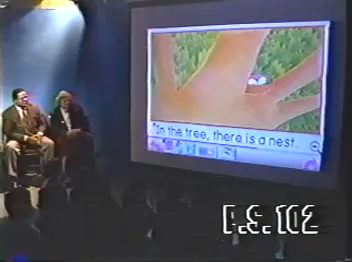 "In the tree, there is a nest.
P.S. 102